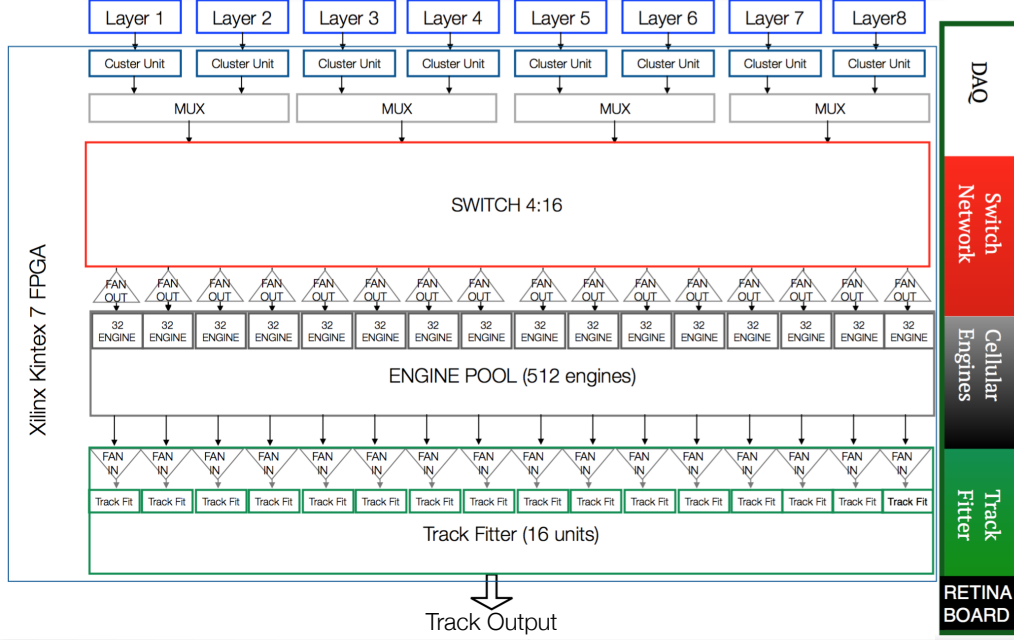 Layer 1 Layer 2 Layer 3 Layer 4 Layer 5 Layer 6 Layer 7 Layer8
Custer Unit Cluster Unit Cluster Unit Cluster Unit Cluster Unit Cluster Unit Cluster Unit Cluster Unit
MUX MUX MUX MUX
SWITCH 4:16
FAN FAN FAN FAN FAN FAN FAN FAN FAN FAN FAN FAN FAN FAN FAN FAN
OUT OUT OUT OUT OUT OUT OUT OUT OUT OUT OUT OUT OUT OUT OUT OUT
32 32 32 32 32 32 32 32 32 32 32 32 32 32 32 32
ENGINE ENGINE ENGINE ENGINE ENGINE ENGINE ENGINE ENGINE ENGINE ENGINE ENGINE ENGINE ENGINE ENGINE ENGINE ENGINE
ENGINE POOL (512 engines)
FAN FAN FAN FAN FAN FAN FAN FAN FAN FAN FAN FAN FAN FAN FAN FAN
IN IN IN IN IN IN IN IN IN IN IN IN IN IN IN IN
Track Fit Track Fit Track Fit Track Fit Track Fit Track Fit Track Fit Track Fit Track Fit Track Fit Track Fit Track Fit Track Fit Track Fit Track Fit Track Fit
Track Fitter (16 units)
Track Output
Xilinx Kintex 7 FPGA
DAQ
Switch
Network
Cellular
Engines
Track
Fitter
RETINA
BOARD